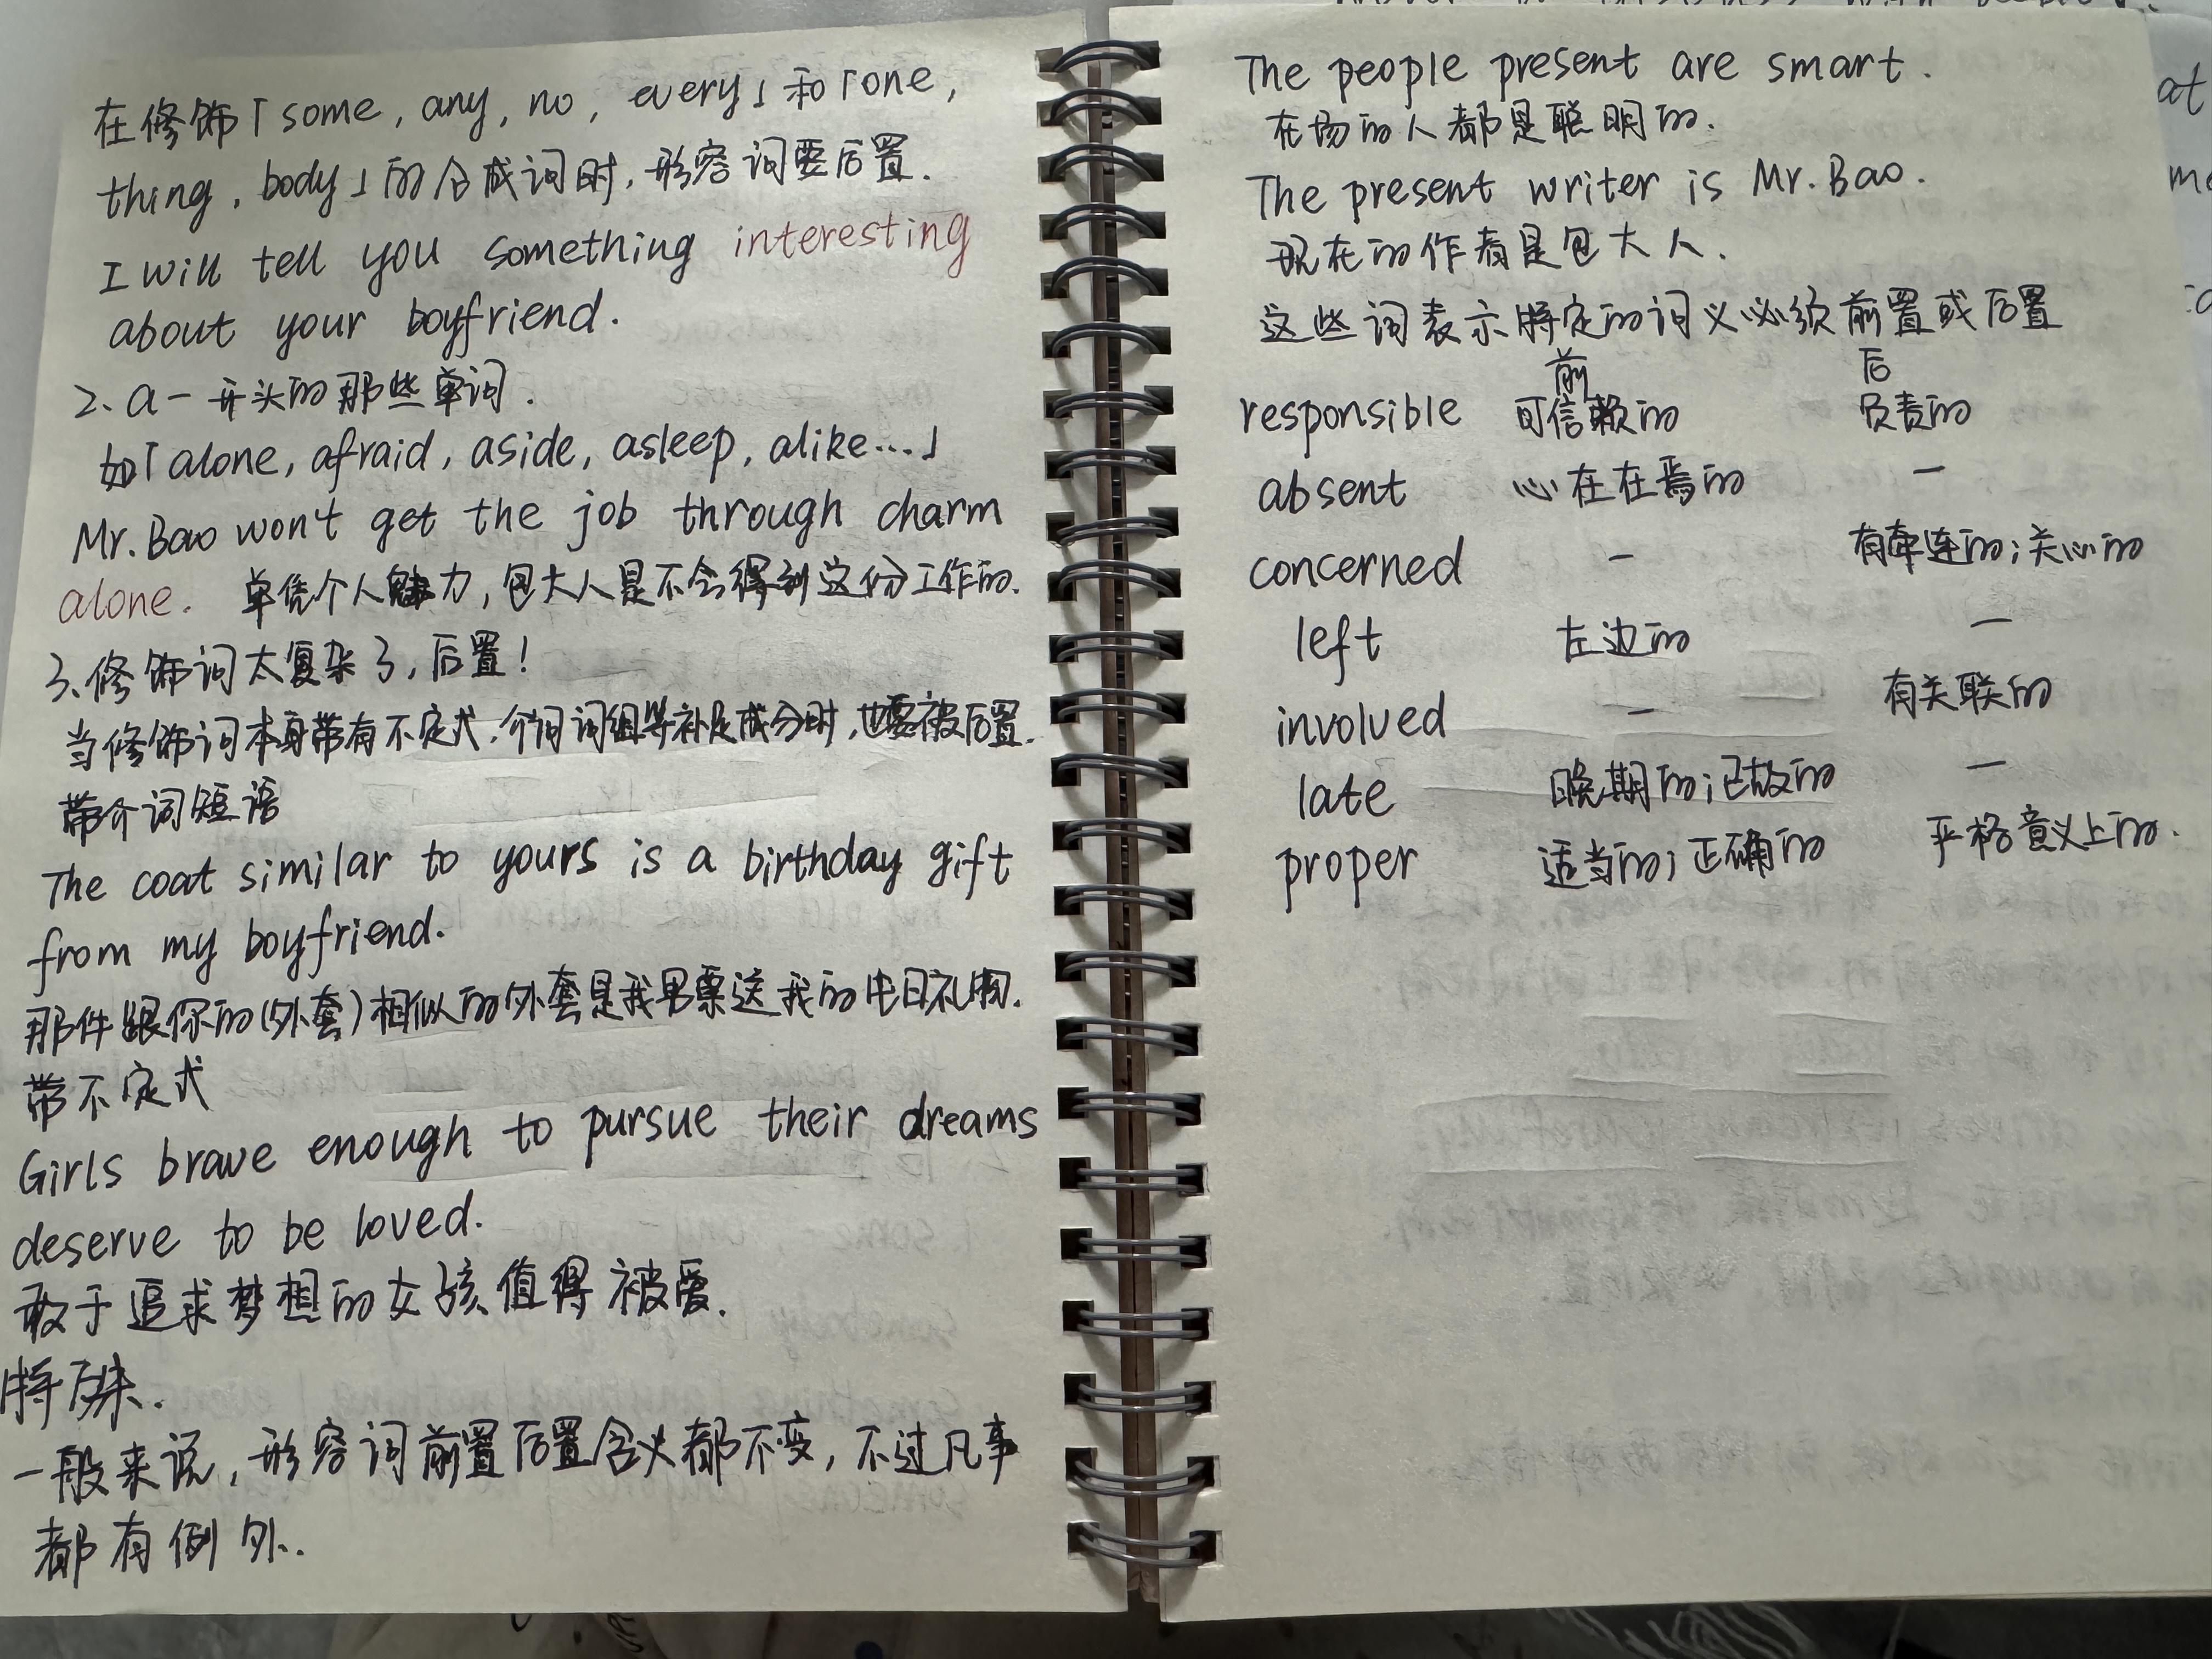 在修饰「some, any, no, every」和「one,
thing, body」的合成词时,形容词要后置.
I will tell you something interesting
about your boyfriend.
2、a-开头的那些单词.
如「alone, afraid, aside, asleep, alike…」
Mr. Bao won't get the job through charm
alone. 单凭个人魅力,包大人是不会得到这份工作的.
3、修饰词太复杂了,后置!
当修饰词本身带有不定式、介词词组等补足成分时,也要被后置.
带介词短语
The coat similar to yours is a birthday gift
from my boyfriend.
那件跟你的(外套)相似的外套是我男票送我的生日礼物.
带不定式
Girls brave enough to pursue their dreams
deserve to be loved.
敢于追求梦想的女孩值得被爱.
特殊.
一般来说,形容词前置后置含义都不变,不过凡事
都有例外.
The people present are smart.
在场的人都是聪明的.
The present writer is Mr. Bao.
现在的作者是包大人.
这些词表示特定的词义必须前置或后置
前 后
responsible 可信赖的 负责的
absent 心在在焉的 —
concerned — 有牵连的;关心的
left 左边的 —
involved — 有关联的
late 晚期的;已故的 —
proper 适当的;正确的 严格意义上的.